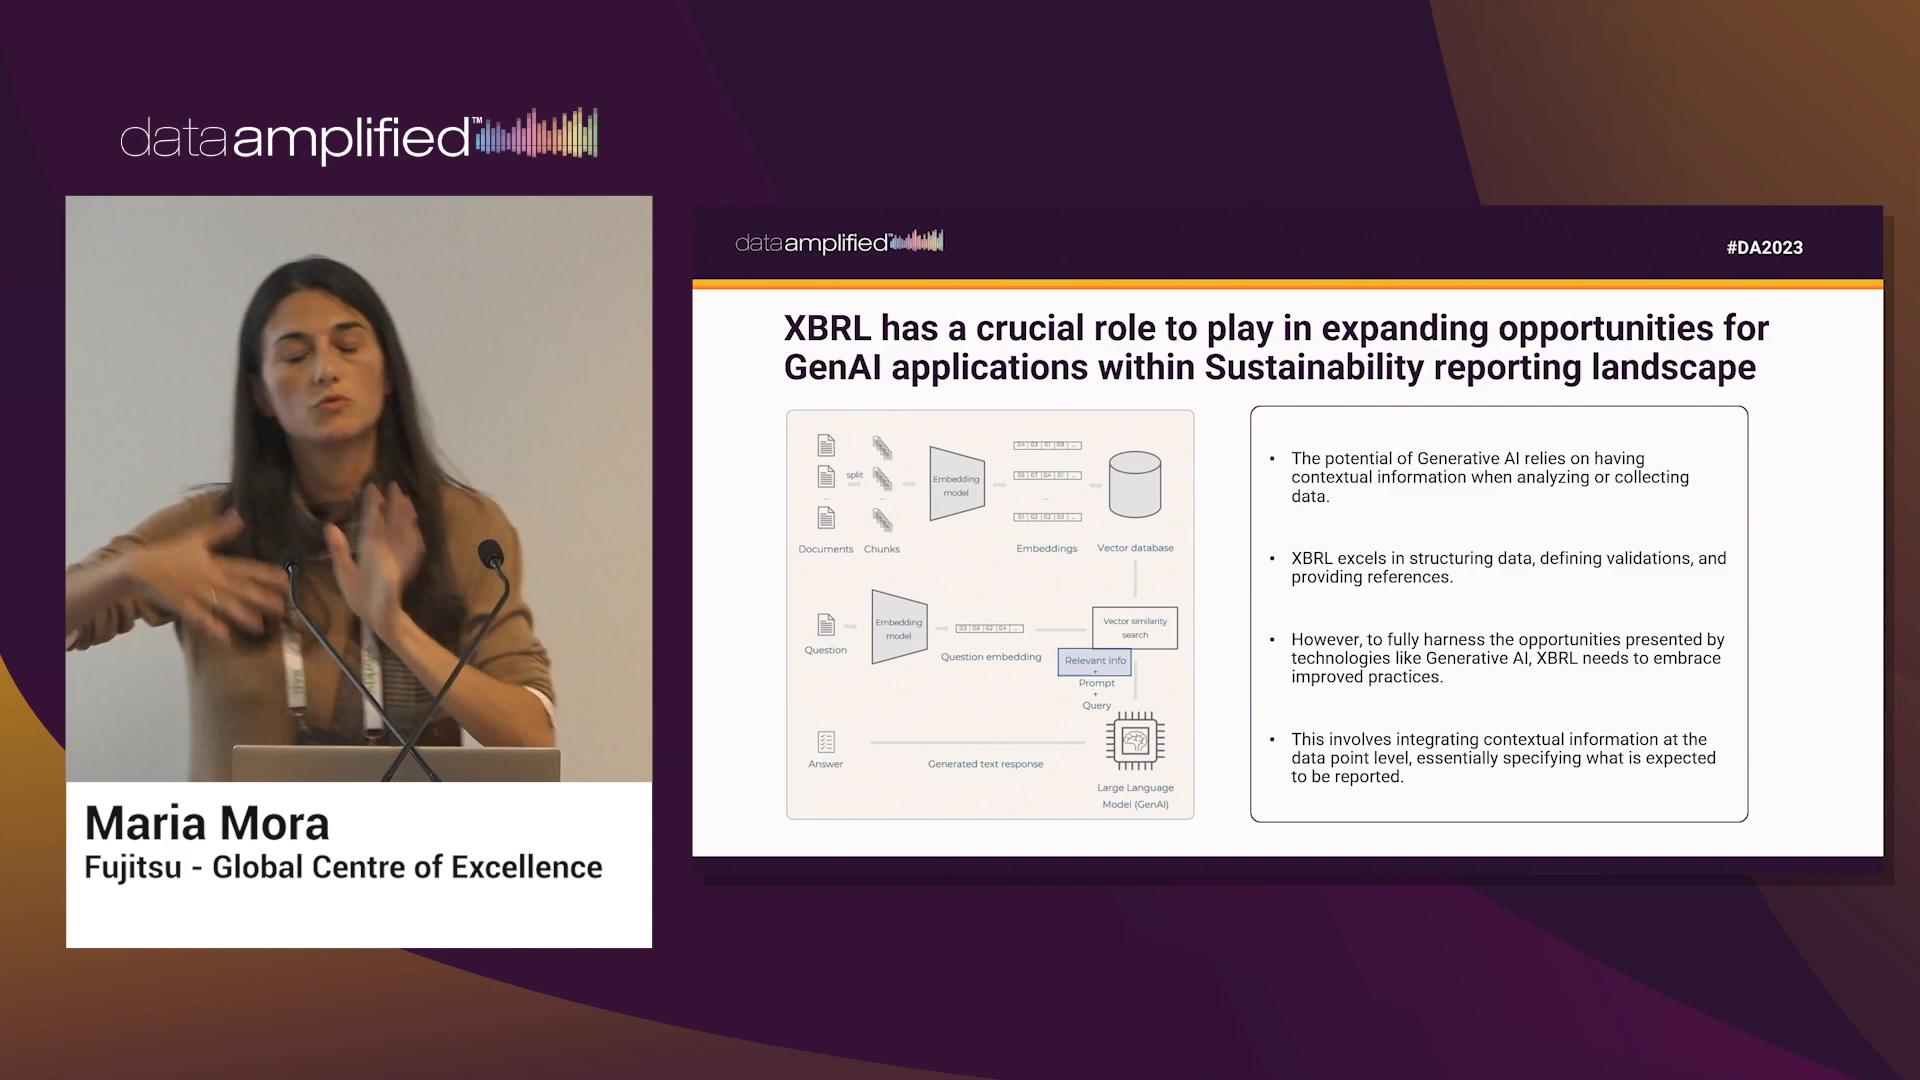 dataamplified™
Maria Mora
Fujitsu - Global Centre of Excellence
dataamplified™
#DA2023
XBRL has a crucial role to play in expanding opportunities for
GenAI applications within Sustainability reporting landscape
split
Embedding
model
Documents
Chunks
Embeddings
Vector database
Question
Embedding
model
Question embedding
Vector similarity
search
Relevant info
+
Prompt
+
Query
Answer
Generated text response
Large Language
Model (GenAI)
• The potential of Generative AI relies on having
contextual information when analyzing or collecting
data.
• XBRL excels in structuring data, defining validations, and
providing references.
• However, to fully harness the opportunities presented by
technologies like Generative AI, XBRL needs to embrace
improved practices.
• This involves integrating contextual information at the
data point level, essentially specifying what is expected
to be reported.